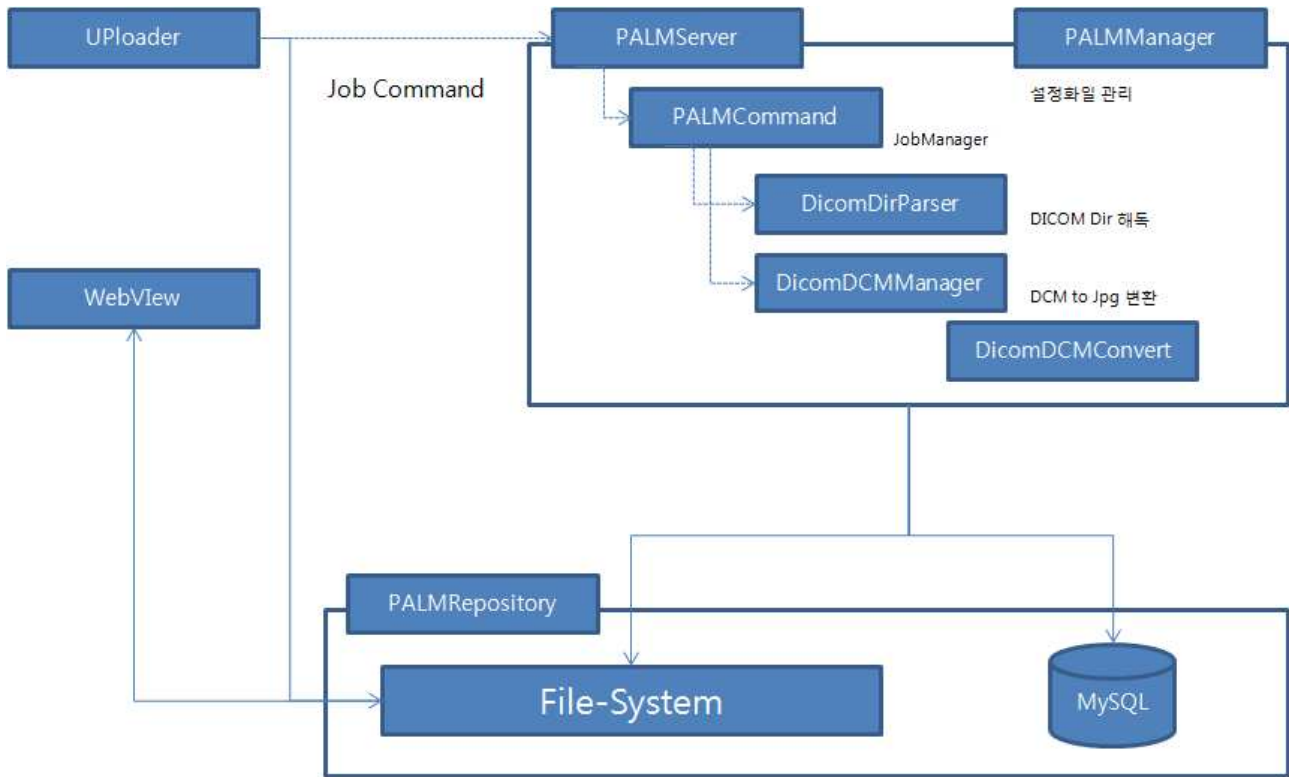 UPloader
PALMServer
PALMManager
Job Command
설정화일 관리
PALMCommand
JobManager
DicomDirParser
DICOM Dir 해독
WebVIew
DicomDCMManager
DCM to Jpg 변환
DicomDCMConvert
PALMRepository
File-System
MySQL